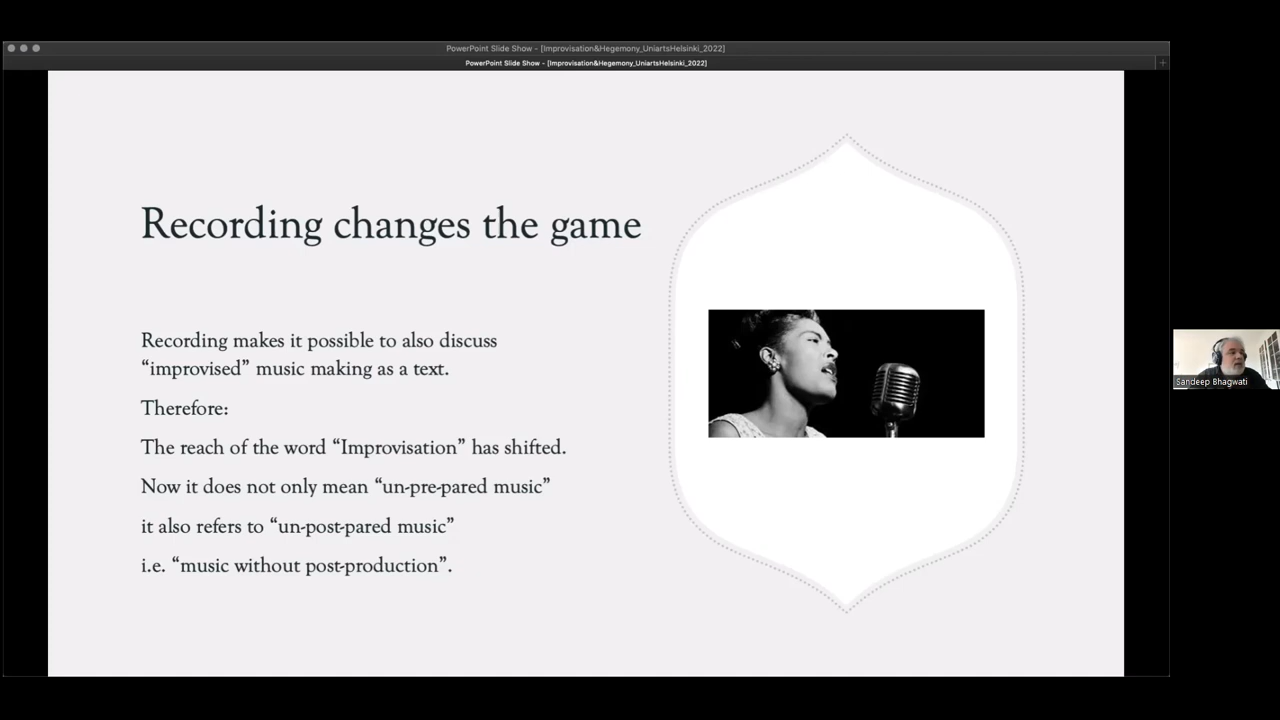 PowerPoint Slide Show - [Improvisation&Hegemony_UniartsHelsinki_2022]
PowerPoint Slide Show - [Improvisation&Hegemony_UniartsHelsinki_2022]
Recording changes the game
Recording makes it possible to also discuss
“improvised” music making as a text.
Therefore:
The reach of the word “Improvisation” has shifted.
Now it does not only mean “un-pre-pared music”
it also refers to “un-post-pared music”
i.e. “music without post-production”.
Sandeep Bhagwati